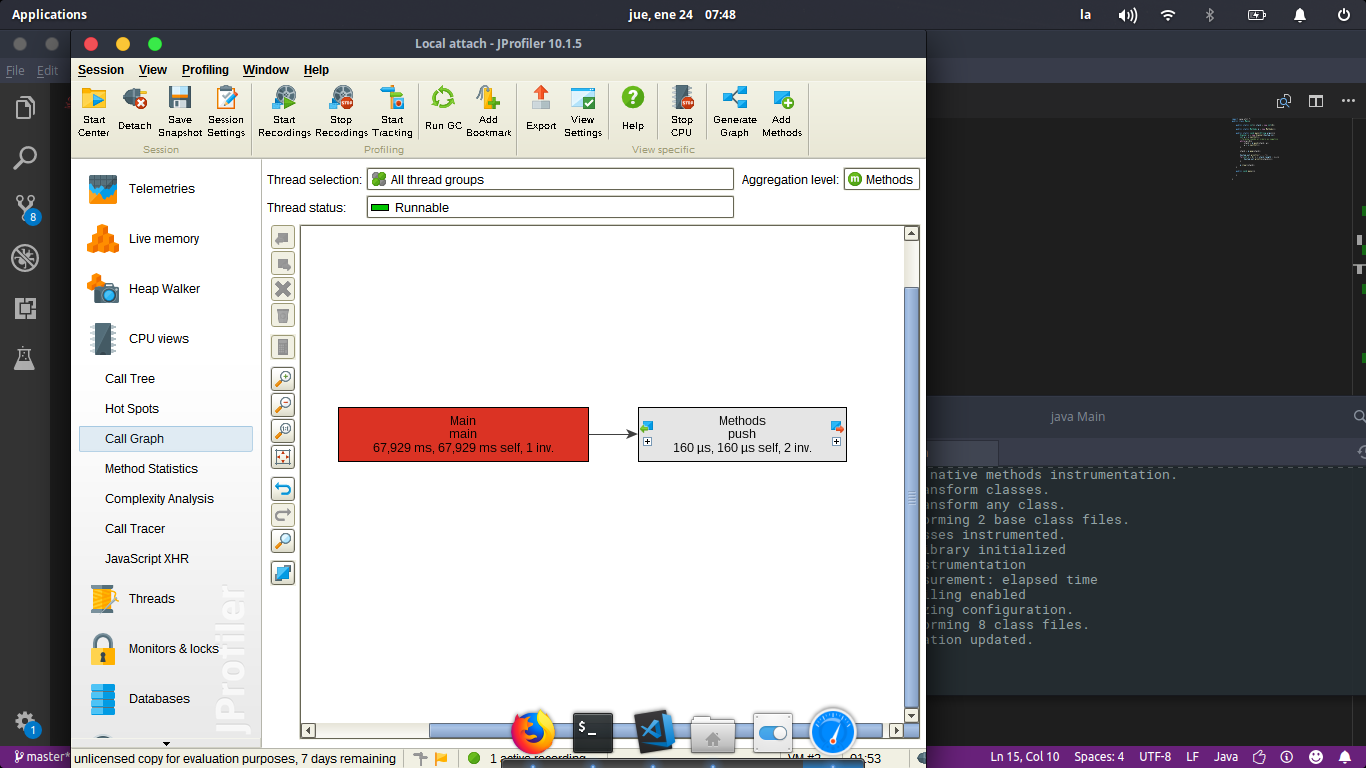 Applications
jue, ene 24 07:48
la
Local attach - JProfiler 10.1.5
File Edit
Session View Profiling Window Help
Start Center
Detach
Save Snapshot
Session Settings
Start Recordings
Stop Recordings
Start Tracking
Run GC
Add Bookmark
Export
View Settings
Help
Stop CPU
Generate Graph
Add Methods
Session
Profiling
View specific
Telemetries
Live memory
Heap Walker
CPU views
Call Tree
Hot Spots
Call Graph
Method Statistics
Complexity Analysis
Call Tracer
JavaScript XHR
Threads
Monitors & locks
Databases
JProfiler
8
1
Thread selection: All thread groups
Aggregation level: Methods
Thread status: Runnable
Main
main
67,929 ms, 67,929 ms self, 1 inv.
Methods
push
160 µs, 160 µs self, 2 inv.
java Main
native methods instrumentation.
ansform classes.
ansform any class.
orming 2 base class files.
sses instrumented.
ibrary initialized
strumentation
surement: elapsed time
ling enabled
zing configuration.
orming 8 class files.
ation updated.
master*
unlicensed copy for evaluation purposes, 7 days remaining
1 active recording
VM #2
01:53
Ln 15, Col 10 Spaces: 4 UTF-8 LF Java